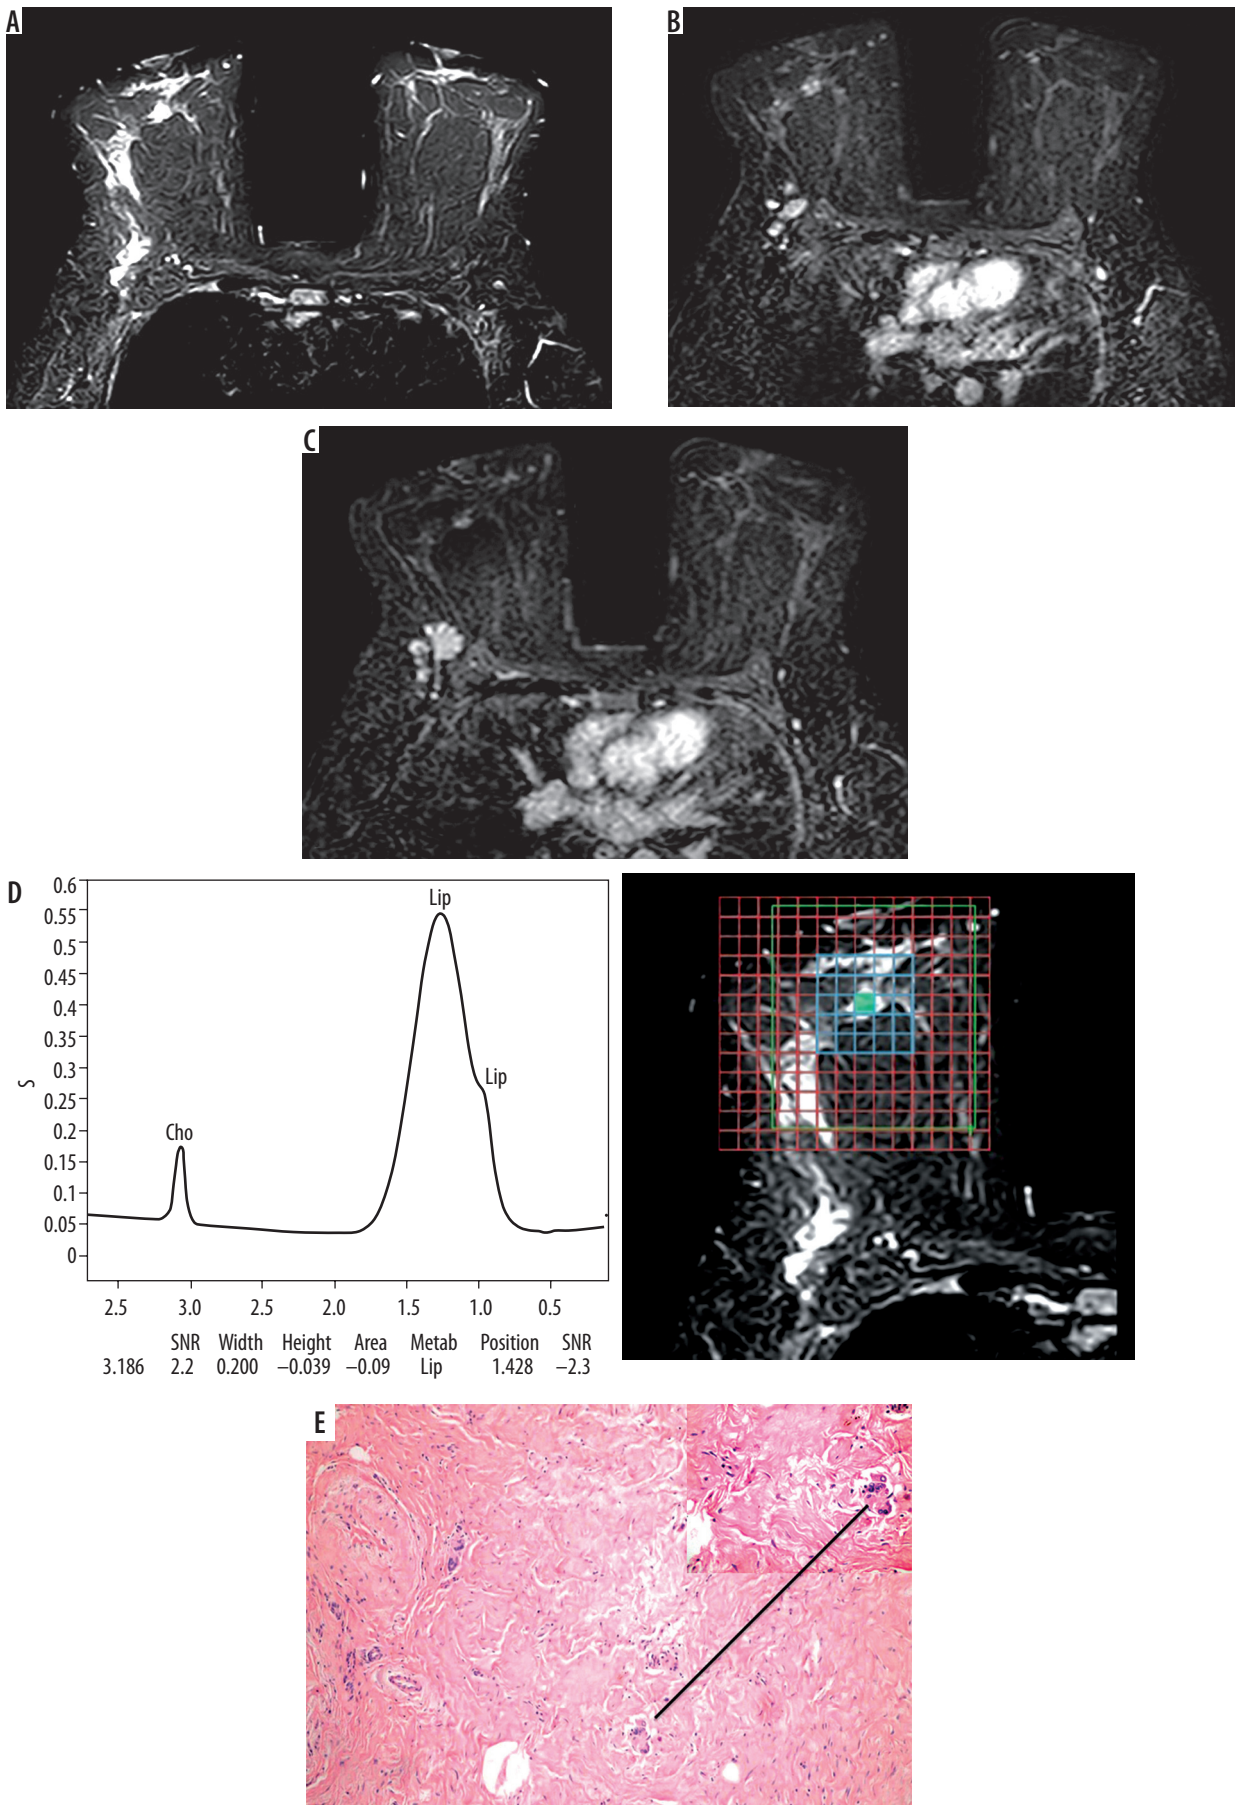 A
B
C
D
0.6
0.55
0.5
0.45
0.4
0.35
0.3
0.25
0.2
0.15
0.1
0.05
0
S
Lip
Lip
Cho
2.5 3.0 2.5 2.0 1.5 1.0 0.5
SNR Width Height Area Metab Position SNR
3.186 2.2 0.200 −0.039 −0.09 Lip 1.428 −2.3
E